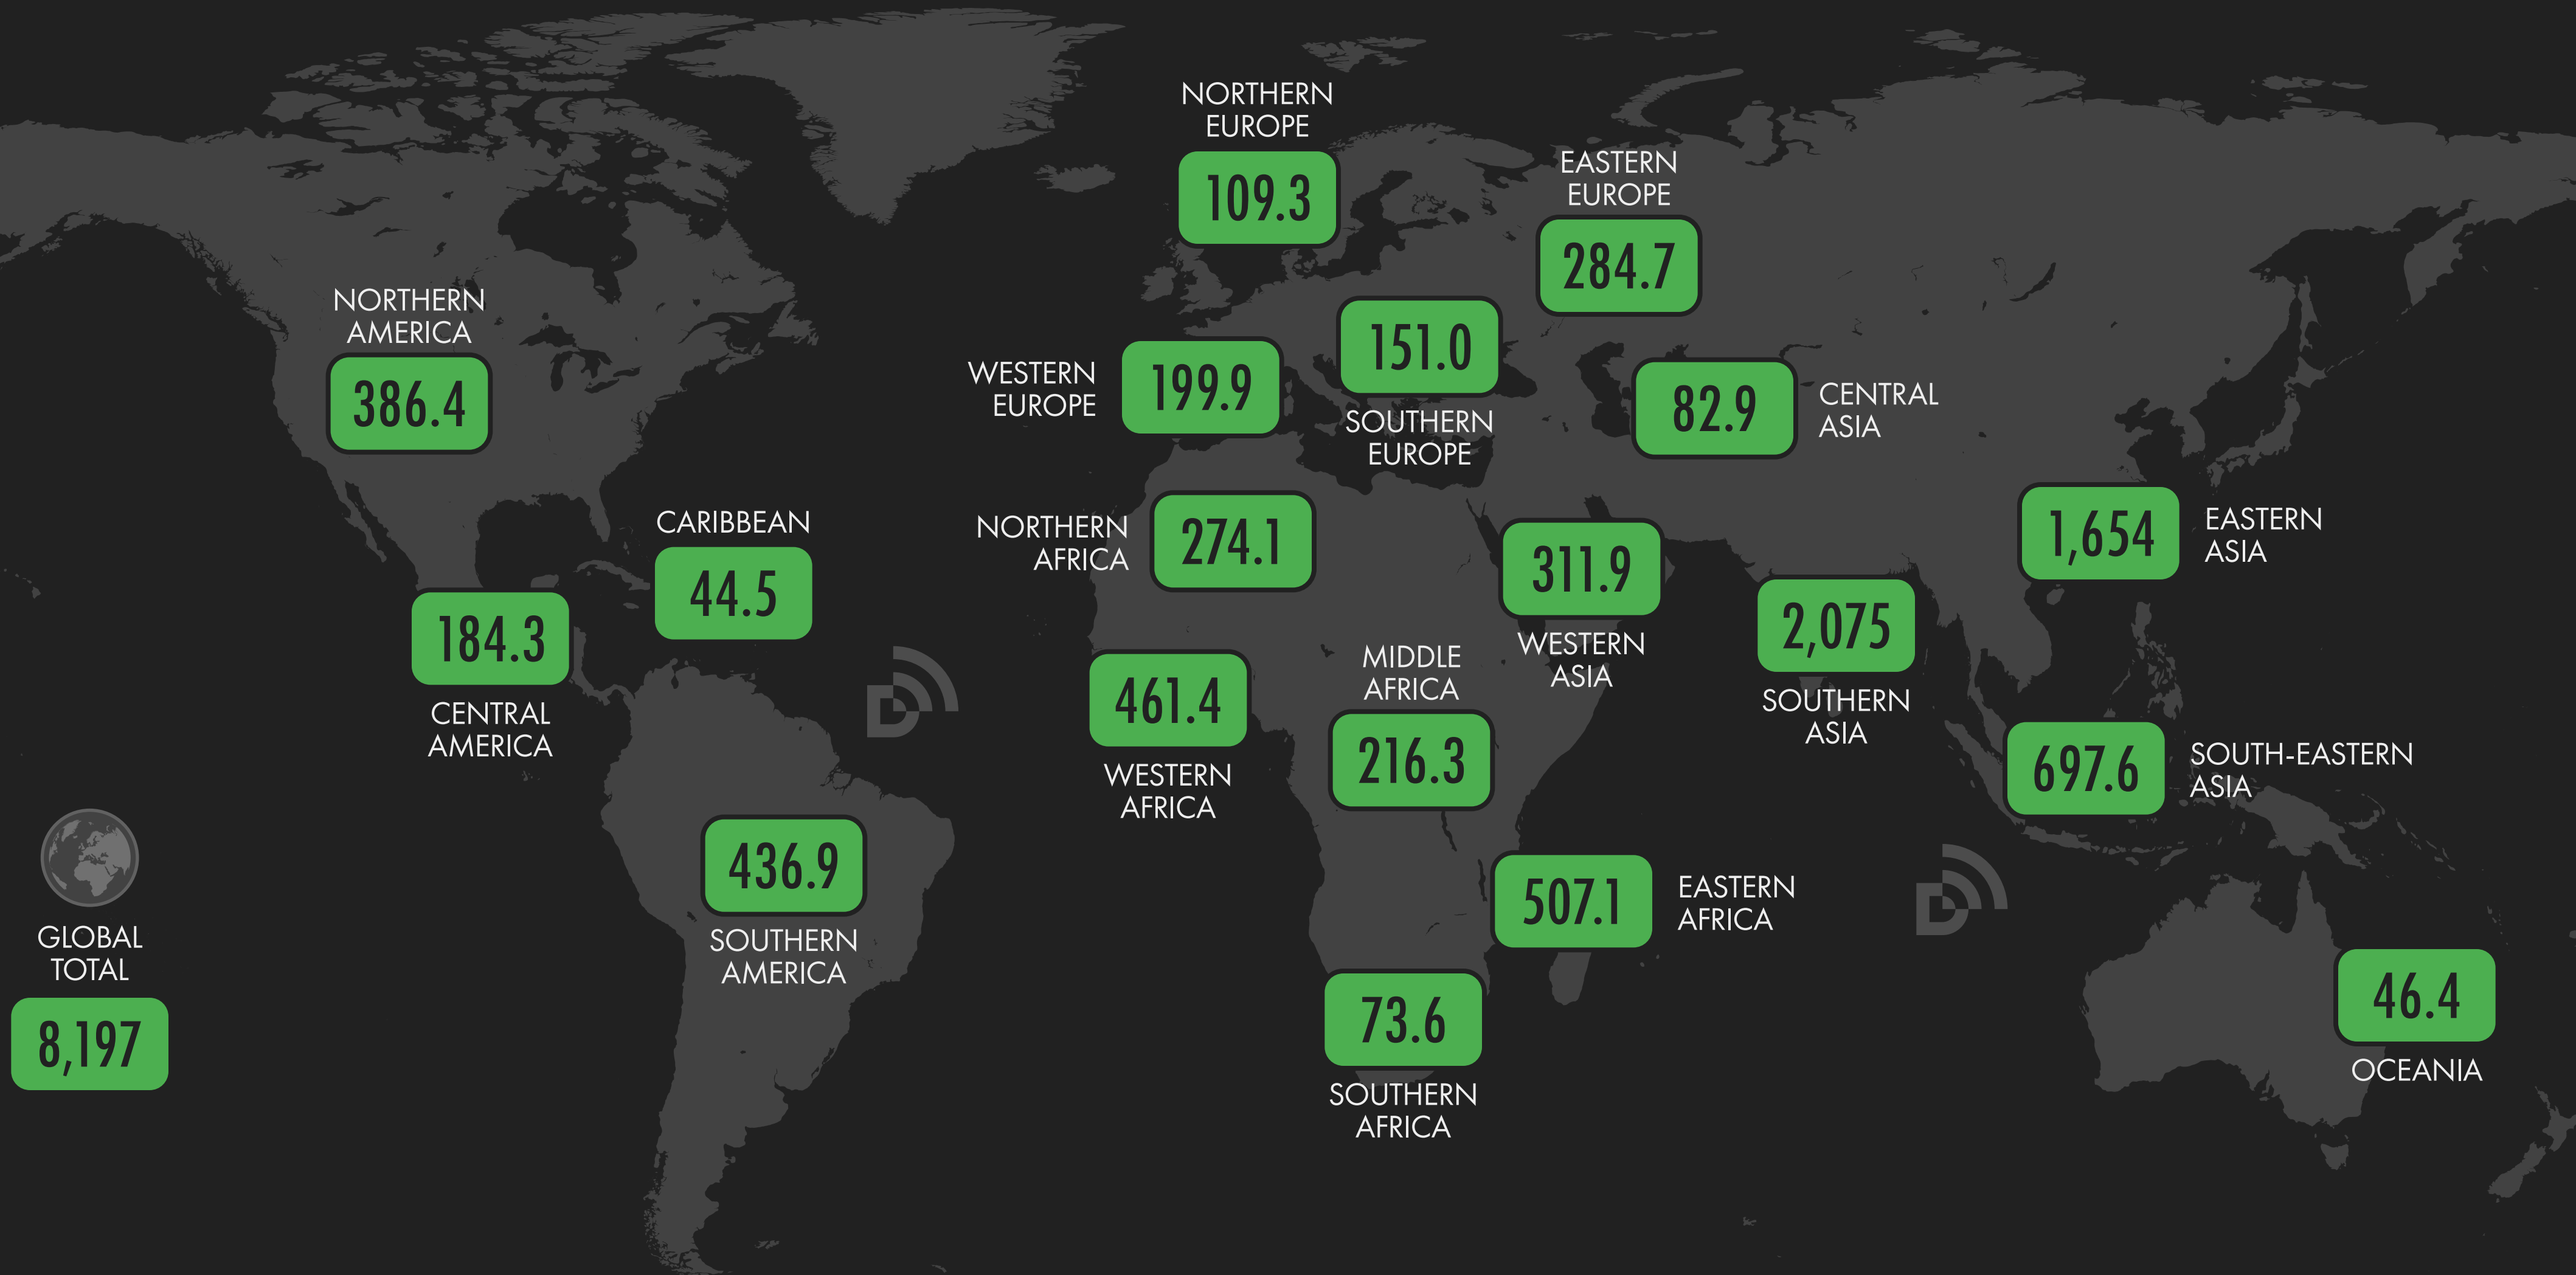 NORTHERN
EUROPE
109.3
EASTERN
EUROPE
284.7
NORTHERN
AMERICA
386.4
WESTERN
EUROPE
199.9
151.0
SOUTHERN
EUROPE
82.9
CENTRAL
ASIA
CARIBBEAN
44.5
NORTHERN
AFRICA
274.1
311.9
WESTERN
ASIA
1,654
EASTERN
ASIA
184.3
CENTRAL
AMERICA
461.4
WESTERN
AFRICA
MIDDLE
AFRICA
216.3
2,075
SOUTHERN
ASIA
697.6
SOUTH-EASTERN
ASIA
436.9
SOUTHERN
AMERICA
507.1
EASTERN
AFRICA
GLOBAL
TOTAL
8,197
73.6
SOUTHERN
AFRICA
46.4
OCEANIA